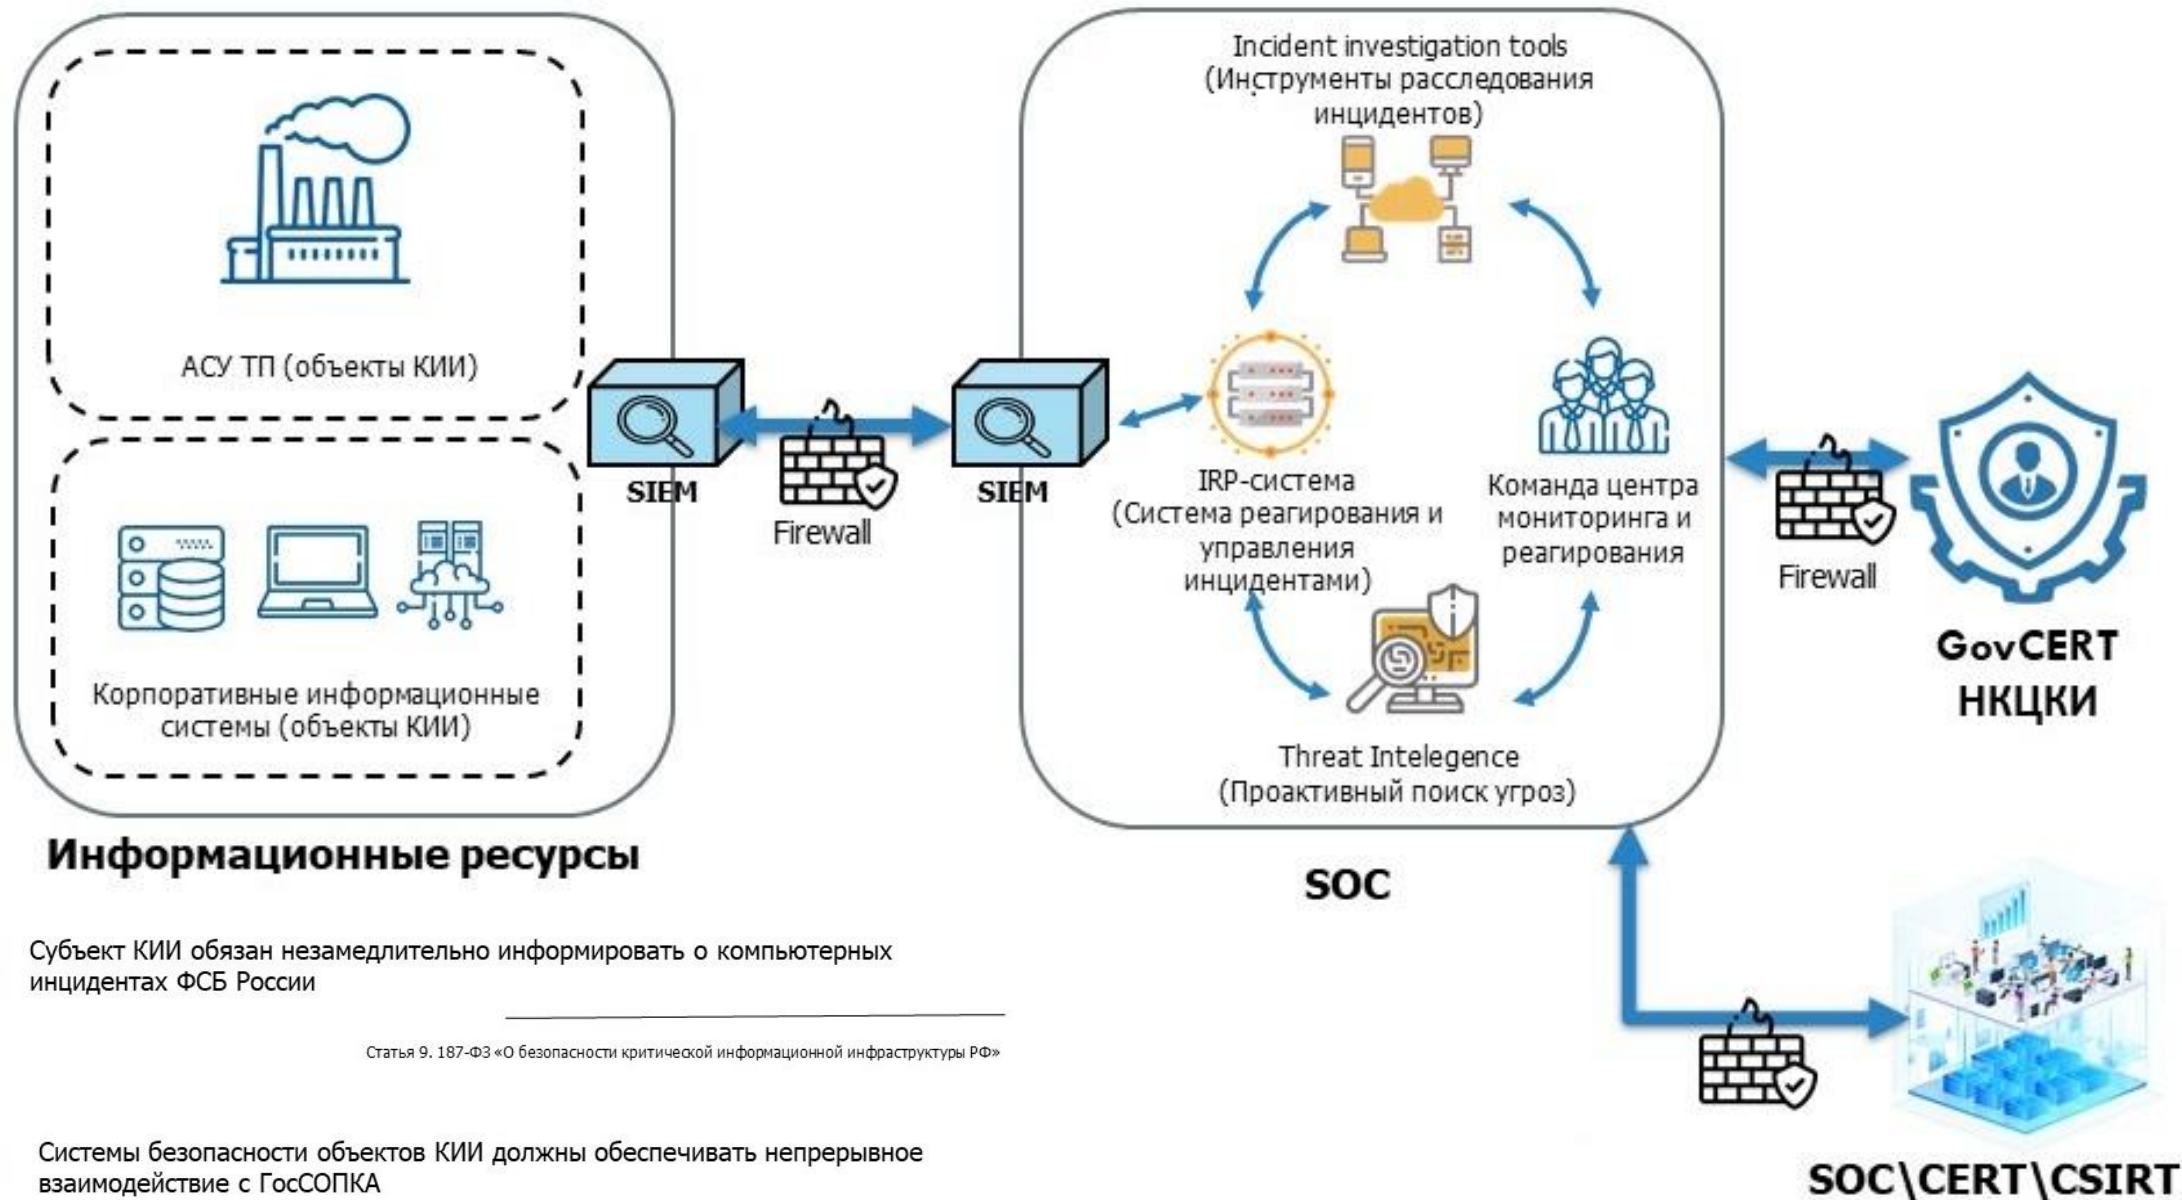 АСУ ТП (объекты КИИ)
Корпоративные информационные
системы (объекты КИИ)
Информационные ресурсы
SIEM
Firewall
SIEM
Incident investigation tools
(Инструменты расследования
инцидентов)
IRP-система
(Система реагирования и
управления
инцидентами)
Команда центра
мониторинга и
реагирования
Threat Intelegence
(Проактивный поиск угроз)
SOC
Firewall
GovCERT
НКЦКИ
SOC\CERT\CSIRT
Субъект КИИ обязан незамедлительно информировать о компьютерных
инцидентах ФСБ России
Статья 9. 187-ФЗ «О безопасности критической информационной инфраструктуры РФ»
Системы безопасности объектов КИИ должны обеспечивать непрерывное
взаимодействие с ГосСОПКА